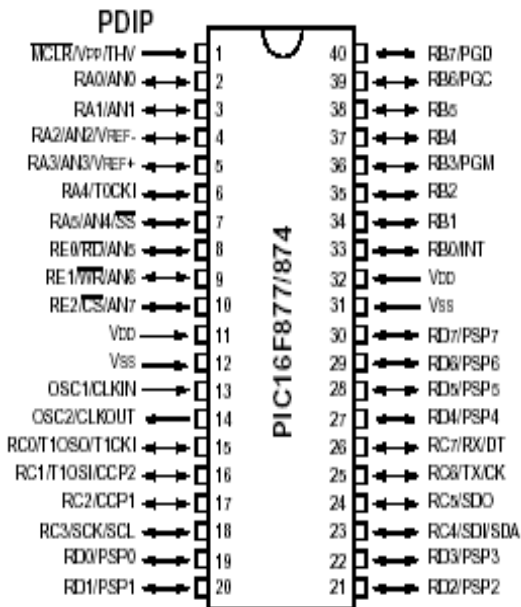 PDIP
MCLR/VPP/THV 1 40 RB7/PGD
RA0/AN0 2 39 RB6/PGC
RA1/AN1 3 38 RB5
RA2/AN2/VREF- 4 37 RB4
RA3/AN3/VREF+ 5 36 RB3/PGM
RA4/T0CKI 6 35 RB2
RA5/AN4/SS 7 34 RB1
RE0/RD/AN5 8 33 RB0/INT
RE1/WR/AN6 9 32 VDD
RE2/CS/AN7 10 31 VSS
VDD 11 30 RD7/PSP7
VSS 12 29 RD6/PSP6
OSC1/CLKIN 13 28 RD5/PSP5
OSC2/CLKOUT 14 27 RD4/PSP4
RC0/T1OSO/T1CKI 15 26 RC7/RX/DT
RC1/T1OSI/CCP2 16 25 RC6/TX/CK
RC2/CCP1 17 24 RC5/SDO
RC3/SCK/SCL 18 23 RC4/SDI/SDA
RD0/PSP0 19 22 RD3/PSP3
RD1/PSP1 20 21 RD2/PSP2
PIC16F877/874